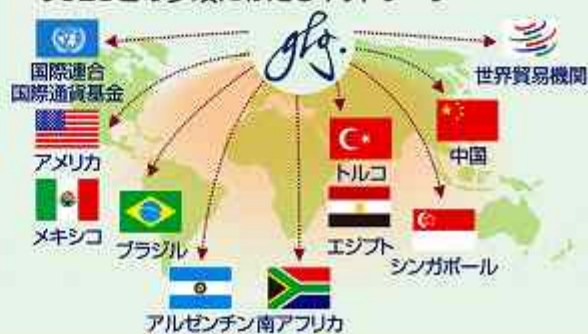 gfg.
国際連合
国際通貨基金
世界貿易機関
アメリカ
トルコ
中国
メキシコ
ブラジル
エジプト
シンガポール
アルゼンチン
南アフリカ